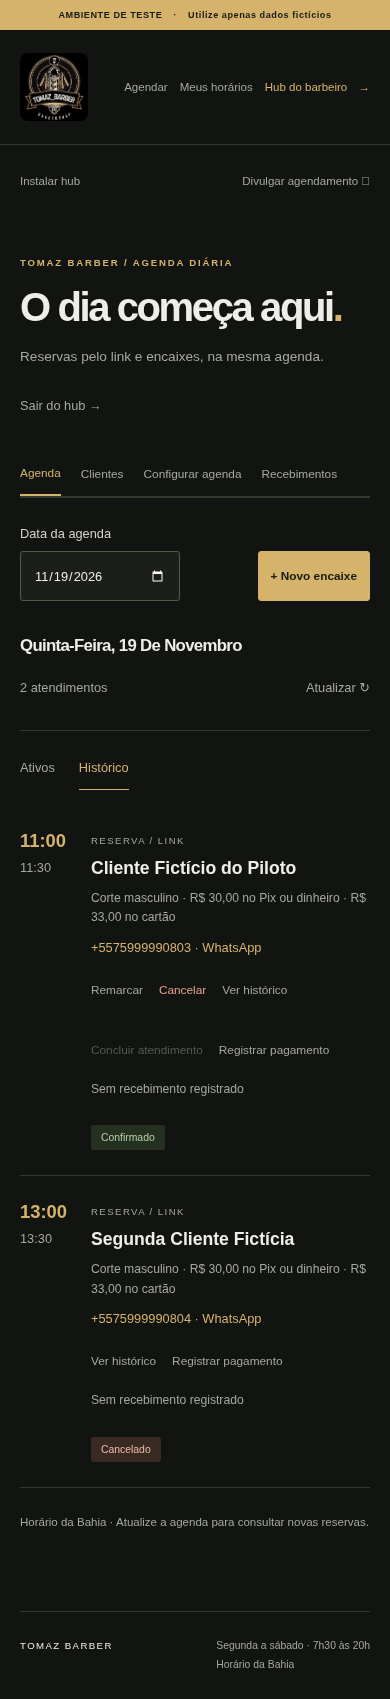 AMBIENTE DE TESTE · Utilize apenas dados fictícios
TOMAZ_BARBER
BARBERSHOP
Agendar Meus horários Hub do barbeiro →
Instalar hub Divulgar agendamento
TOMAZ BARBER / AGENDA DIÁRIA
O dia começa aqui.
Reservas pelo link e encaixes, na mesma agenda.
Sair do hub →
Agenda Clientes Configurar agenda Recebimentos
Data da agenda
11/19/2026 + Novo encaixe
Quinta-Feira, 19 De Novembro
2 atendimentos Atualizar ↻
Ativos Histórico
11:00 RESERVA / LINK
11:30 Cliente Fictício do Piloto
Corte masculino · R$ 30,00 no Pix ou dinheiro · R$
33,00 no cartão
+5575999990803 · WhatsApp
Remarcar Cancelar Ver histórico
Concluir atendimento Registrar pagamento
Sem recebimento registrado
Confirmado
13:00 RESERVA / LINK
13:30 Segunda Cliente Fictícia
Corte masculino · R$ 30,00 no Pix ou dinheiro · R$
33,00 no cartão
+5575999990804 · WhatsApp
Ver histórico Registrar pagamento
Sem recebimento registrado
Cancelado
Horário da Bahia · Atualize a agenda para consultar novas reservas.
TOMAZ BARBER Segunda a sábado · 7h30 às 20h
Horário da Bahia